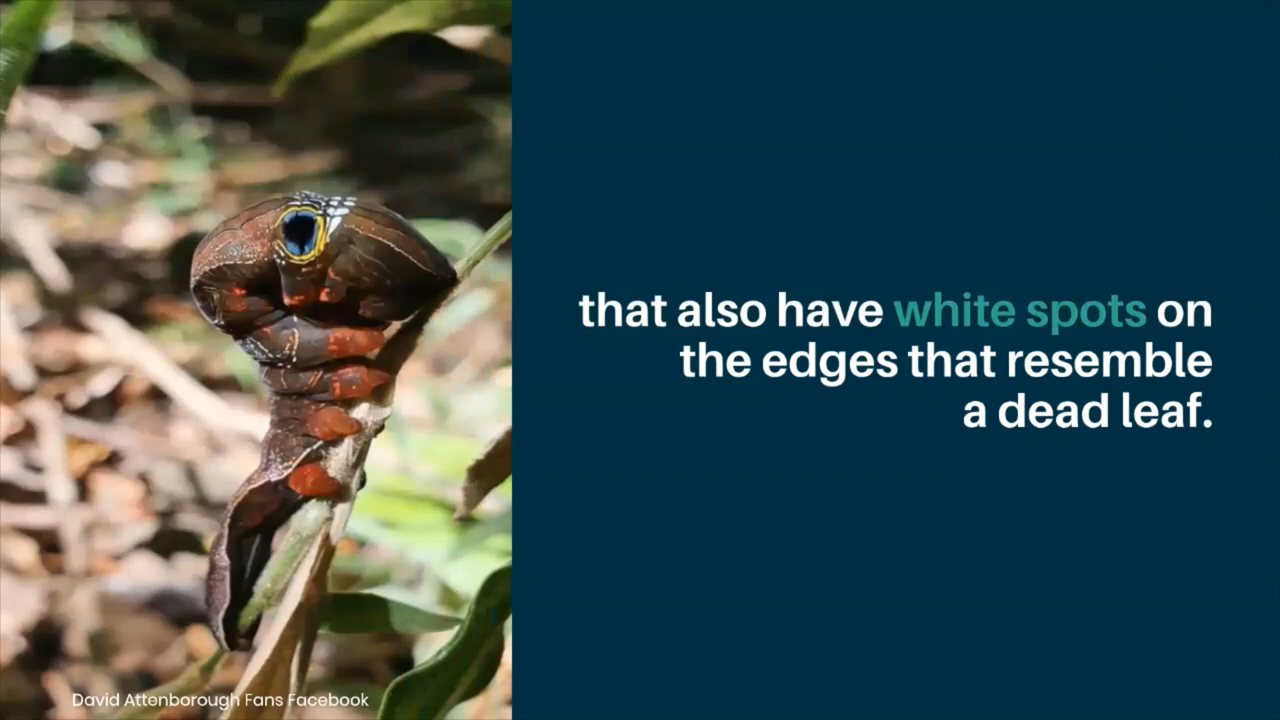 that also have white spots on
the edges that resemble
a dead leaf.
David Attenborough Fans Facebook